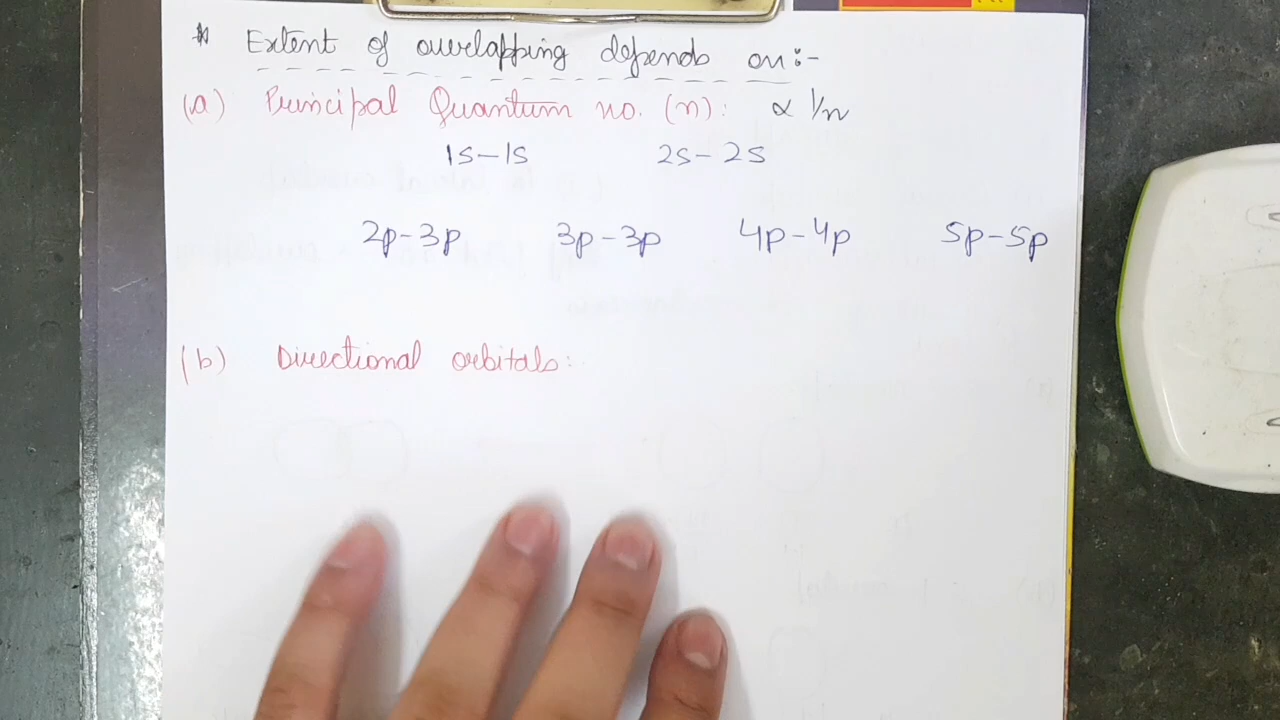 * Extent of overlapping depends on :-
(a) Principal Quantum no. (n) : ∝ 1/n
1s-1s 2s-2s
2p-3p 3p-3p 4p-4p 5p-5p
(b) Directional orbitals :